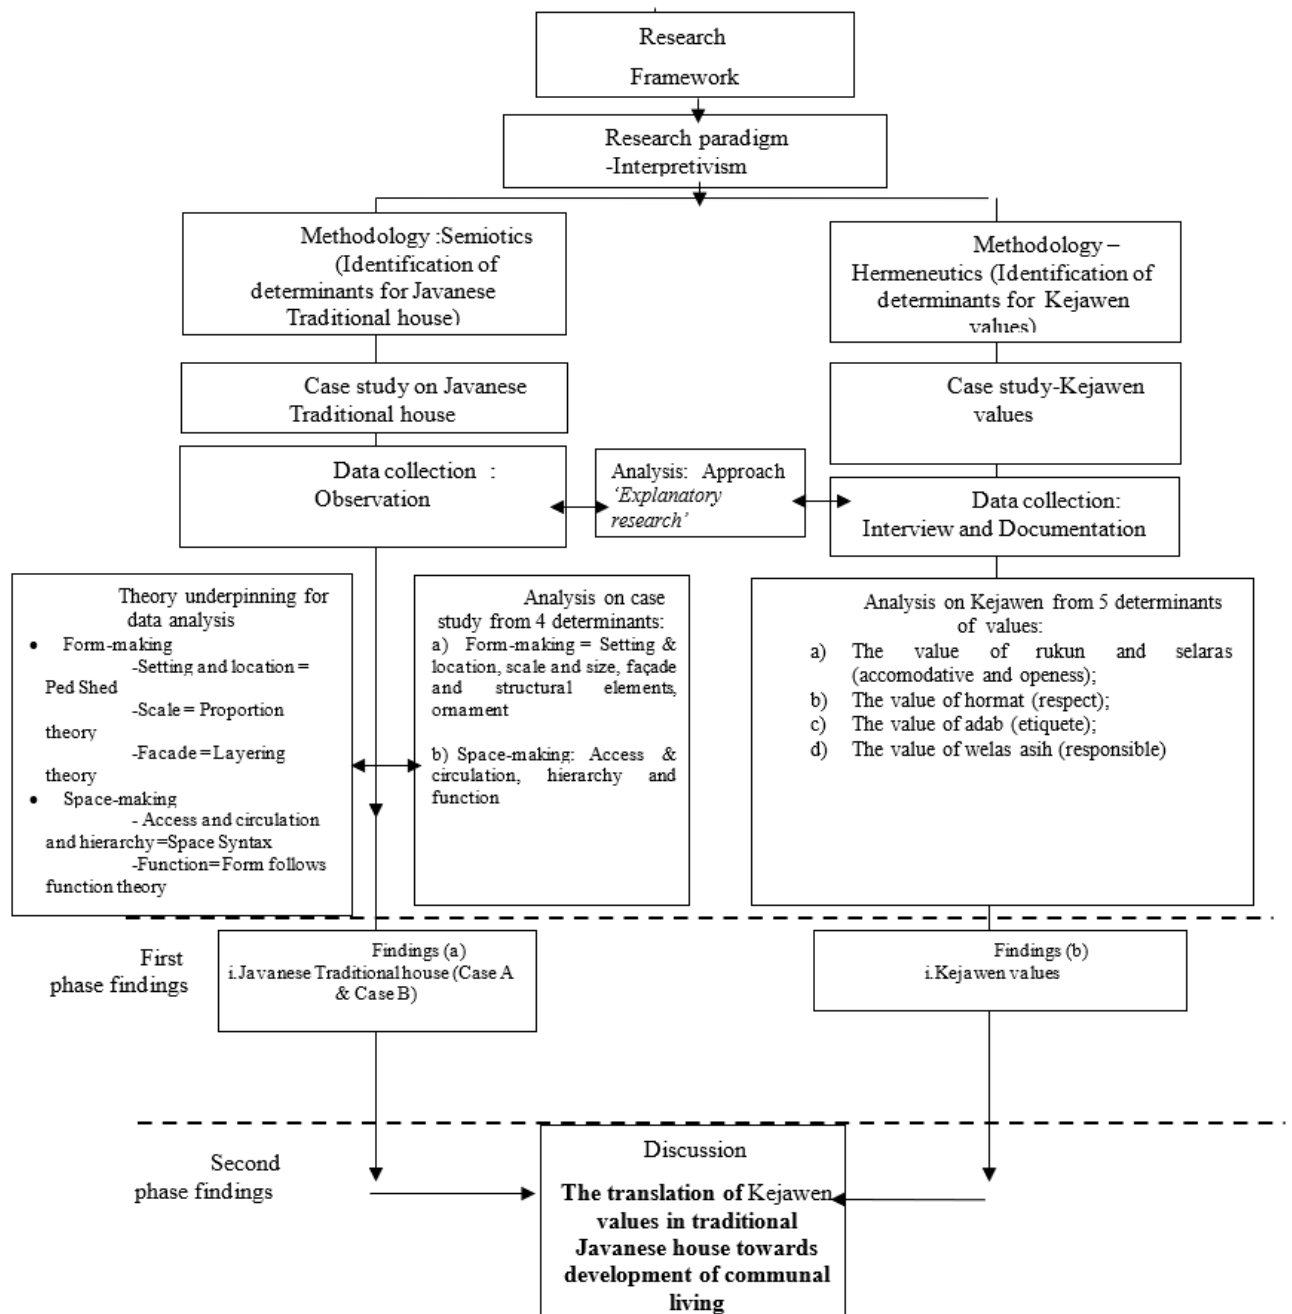 Research
Framework
Research paradigm
-Interpretivism
Methodology :Semiotics
(Identification of
determinants for Javanese
Traditional house)
Methodology –
Hermeneutics (Identification of
determinants for Kejawen
values)
Case study on Javanese
Traditional house
Case study-Kejawen
values
Data collection :
Observation
Analysis: Approach
‘Explanatory
research’
Data collection:
Interview and Documentation
Theory underpinning for
data analysis
• Form-making
-Setting and location =
Ped Shed
-Scale = Proportion
theory
-Facade = Layering
theory
• Space-making
- Access and circulation
and hierarchy=Space Syntax
-Function= Form follows
function theory
Analysis on case
study from 4 determinants:
a) Form-making = Setting &
location, scale and size, façade
and structural elements,
ornament
b) Space-making: Access &
circulation, hierarchy and
function
Analysis on Kejawen from 5 determinants
of values:
a) The value of rukun and selaras
(accomodative and openess);
b) The value of hormat (respect);
c) The value of adab (etiquete);
d) The value of welas asih (responsible)
First
phase findings
Findings (a)
i.Javanese Traditional house (Case A
& Case B)
Findings (b)
i.Kejawen values
Second
phase findings
Discussion
The translation of Kejawen
values in traditional
Javanese house towards
development of communal
living